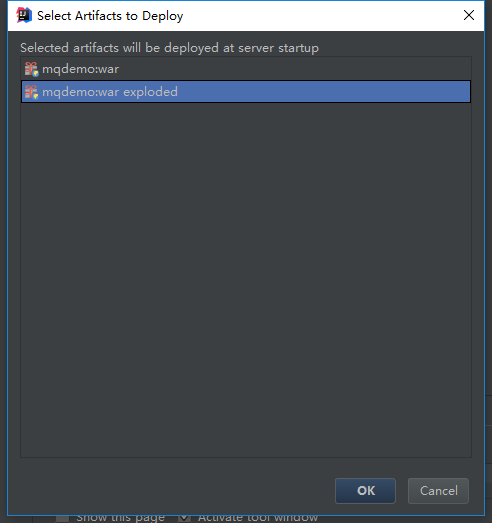 Select Artifacts to Deploy
Selected artifacts will be deployed at server startup
mqdemo:war
mqdemo:war exploded
OK
Cancel
Show this page
Activate tool window